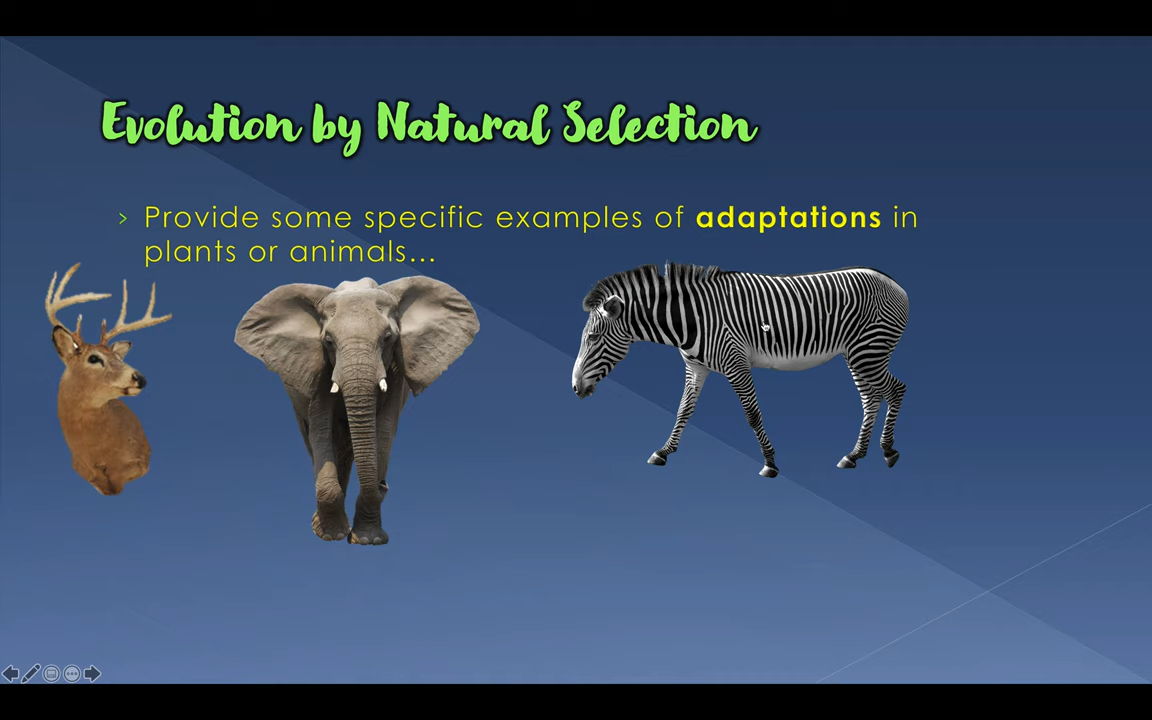 Evolution by Natural Selection
› Provide some specific examples of adaptations in
plants or animals...